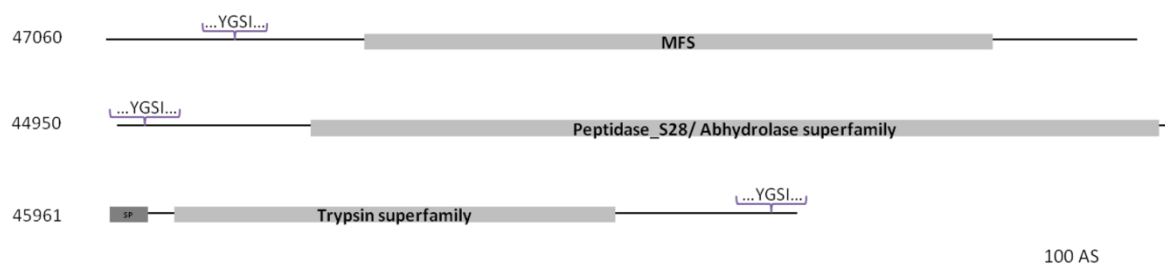 ...YGSI...
47060
MFS
...YGSI...
44950
Peptidase_S28/ Abhydrolase superfamily
...YGSI...
45961
SP
Trypsin superfamily
100 AS